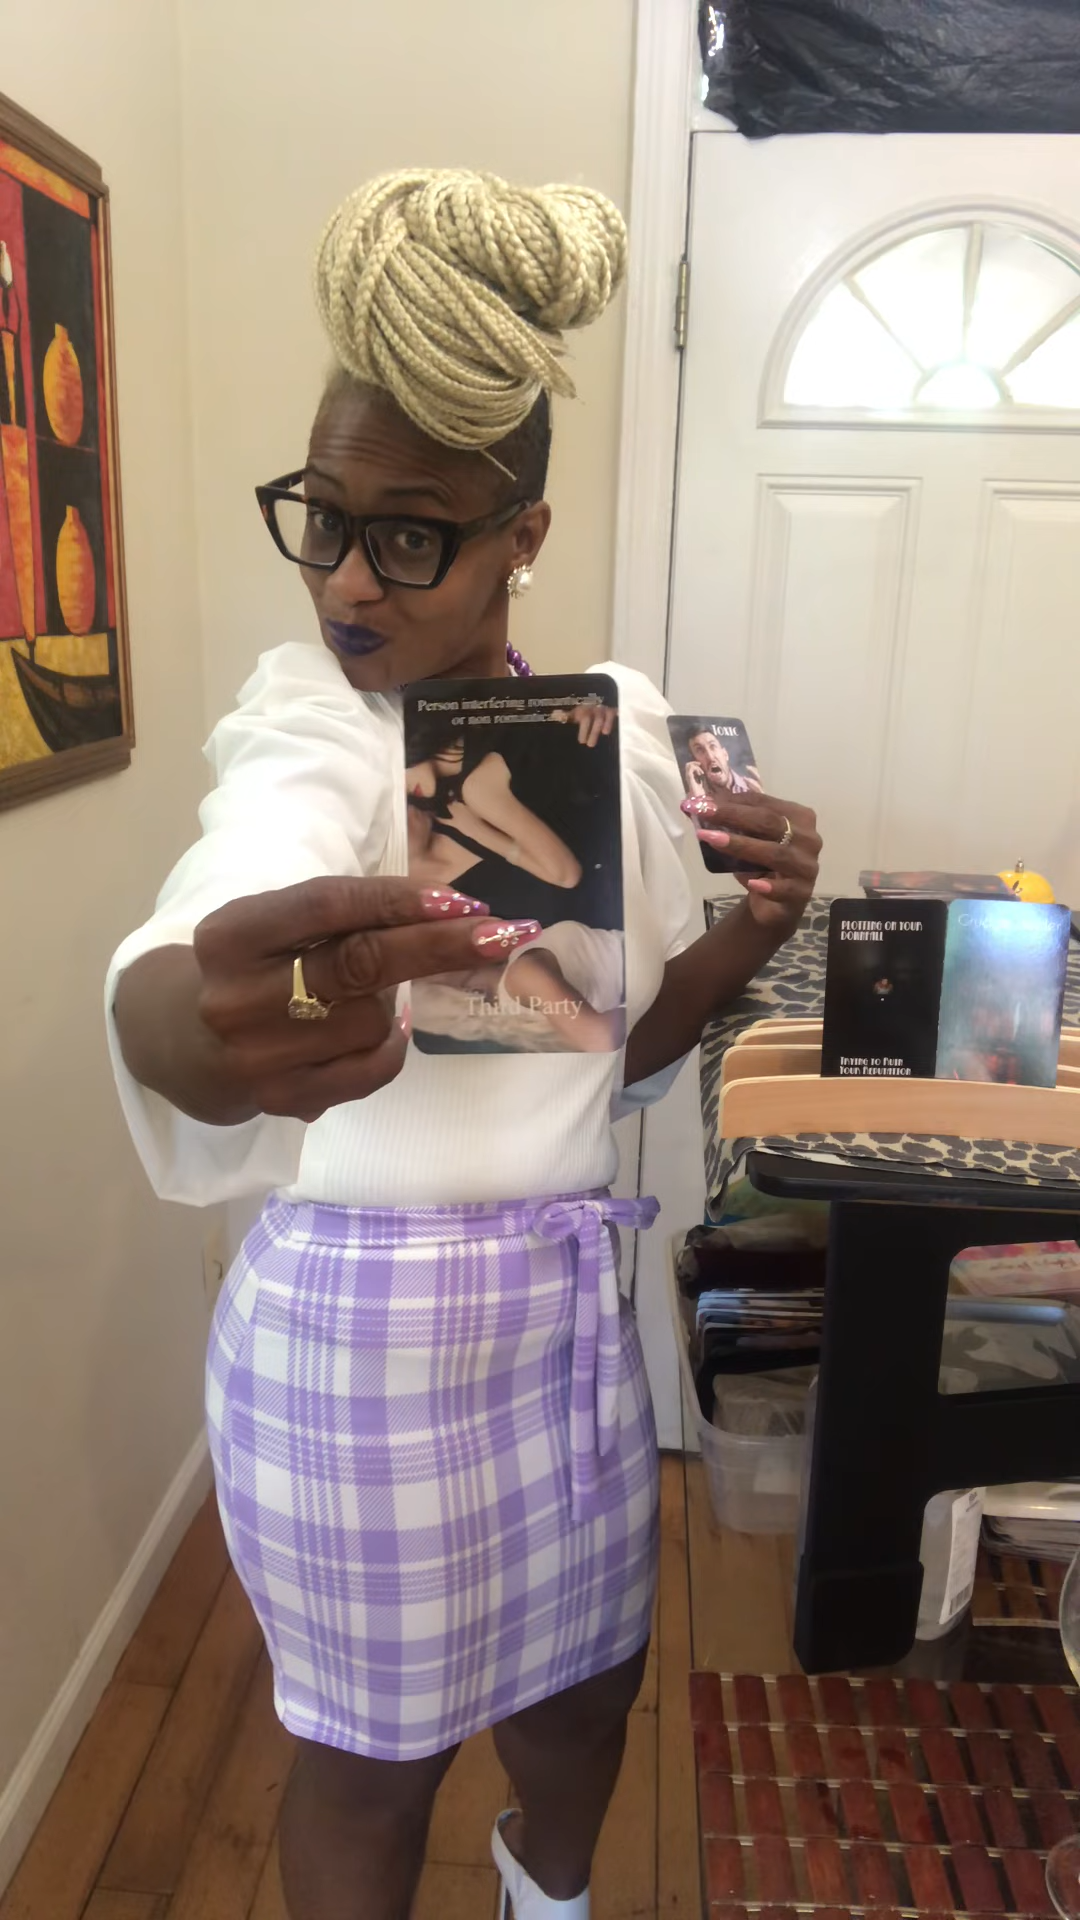 Person interfering romantically
or non romantically
Third Party
TOXIC
PLOTTING ON YOUR
DOWNFALL
TRYING TO RUIN
YOUR REPUTATION